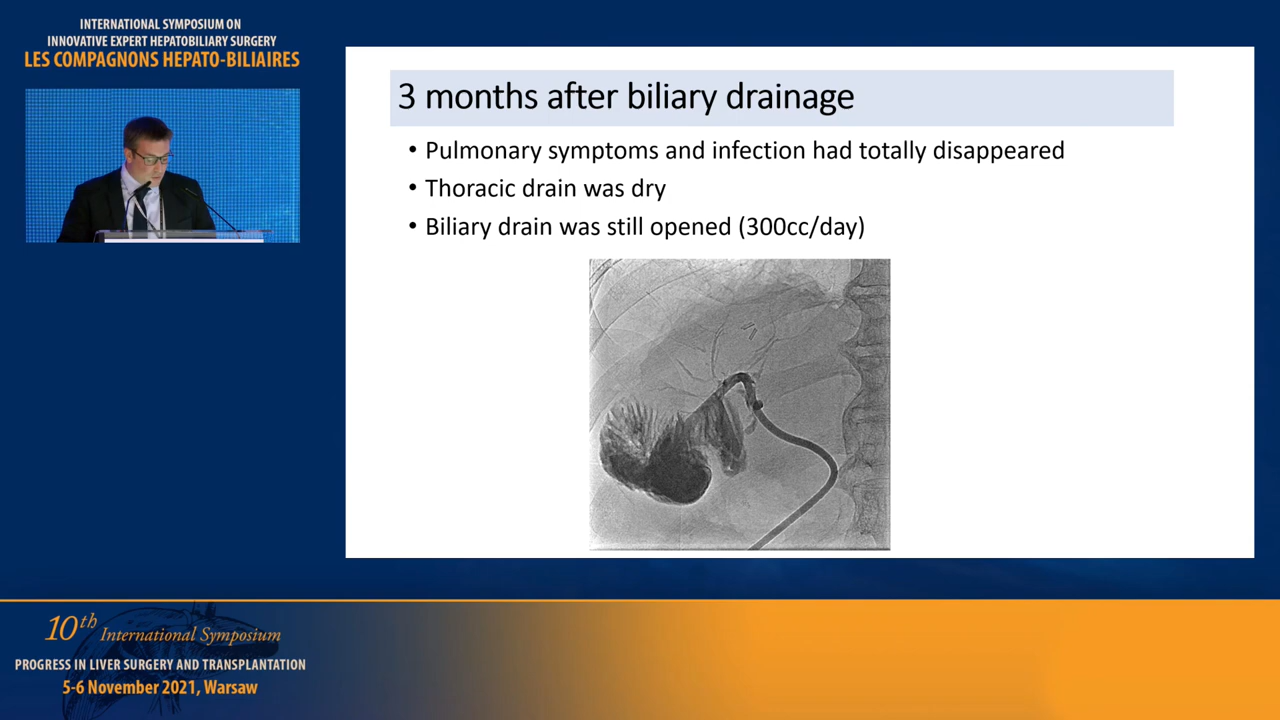 INTERNATIONAL SYMPOSIUM ON
INNOVATIVE EXPERT HEPATOBILIARY SURGERY
LES COMPAGNONS HEPATO-BILIAIRES
3 months after biliary drainage
• Pulmonary symptoms and infection had totally disappeared
• Thoracic drain was dry
• Biliary drain was still opened (300cc/day)
10th International Symposium
PROGRESS IN LIVER SURGERY AND TRANSPLANTATION
5-6 November 2021, Warsaw